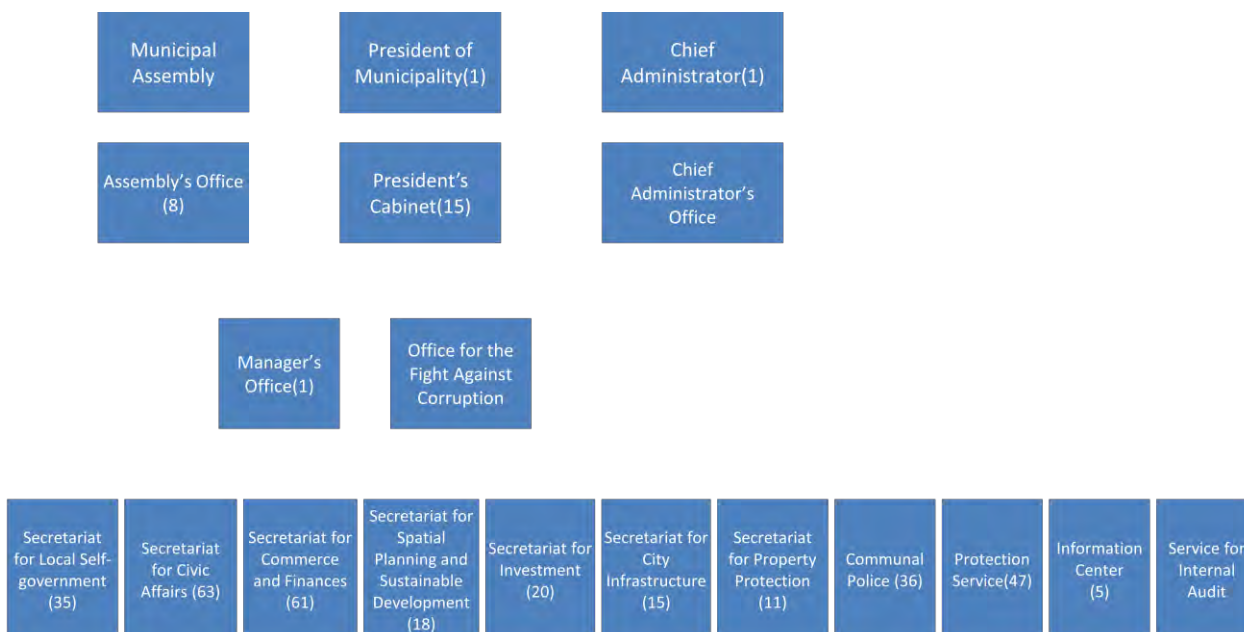 Municipal
Assembly
President of
Municipality(1)
Chief
Administrator(1)
Assembly's Office
(8)
President's
Cabinet(15)
Chief
Administrator's
Office
Manager's
Office(1)
Office for the
Fight Against
Corruption
Secretariat
for Local Self-
government
(35)
Secretariat
for Civic
Affairs (63)
Secretariat for
Commerce
and Finances
(61)
Secretariat for
Spatial
Planning and
Sustainable
Development
(18)
Secretariat for
Investment
(20)
Secretariat for
City
Infrastructure
(15)
Secretariat
for Property
Protection
(11)
Communal
Police (36)
Protection
Service(47)
Information
Center
(5)
Service for
Internal
Audit